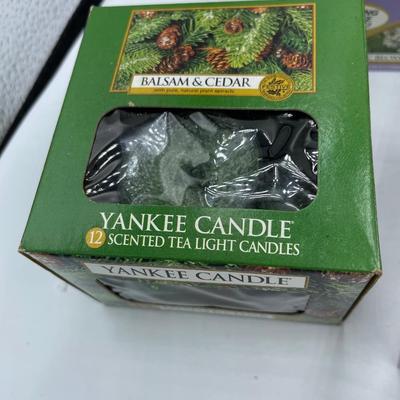 BALSAM & CEDAR
with pure, natural plant extracts
YANKEE CANDLE
12 SCENTED TEA LIGHT CANDLES
YANKEE CANDLE